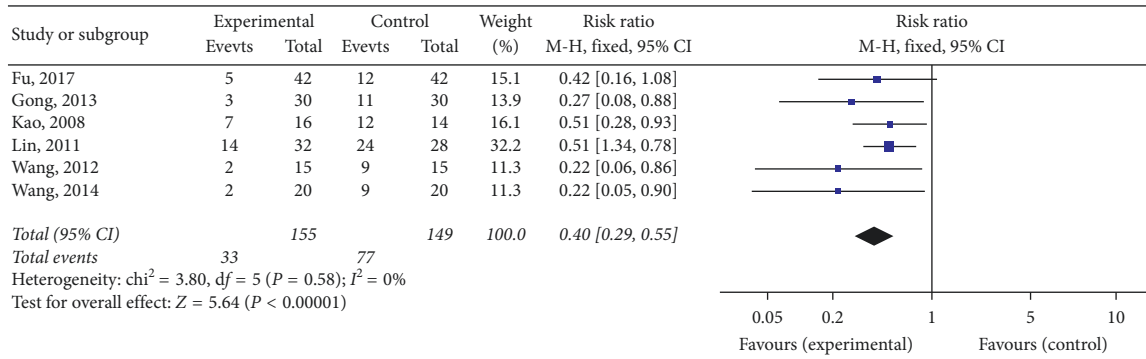 Study or subgroup Experimental Control Weight Risk ratio Risk ratio
Evevts Total Evevts Total (%) M-H, fixed, 95% CI M-H, fixed, 95% CI
Fu, 2017 5 42 12 42 15.1 0.42 [0.16, 1.08]
Gong, 2013 3 30 11 30 13.9 0.27 [0.08, 0.88]
Kao, 2008 7 16 12 14 16.1 0.51 [0.28, 0.93]
Lin, 2011 14 32 24 28 32.2 0.51 [1.34, 0.78]
Wang, 2012 2 15 9 15 11.3 0.22 [0.06, 0.86]
Wang, 2014 2 20 9 20 11.3 0.22 [0.05, 0.90]
Total (95% CI) 155 149 100.0 0.40 [0.29, 0.55]
Total events 33 77
Heterogeneity: chi² = 3.80, df = 5 (P = 0.58); I² = 0%
Test for overall effect: Z = 5.64 (P < 0.00001)
0.05 0.2 1 5 10
Favours (experimental) Favours (control)